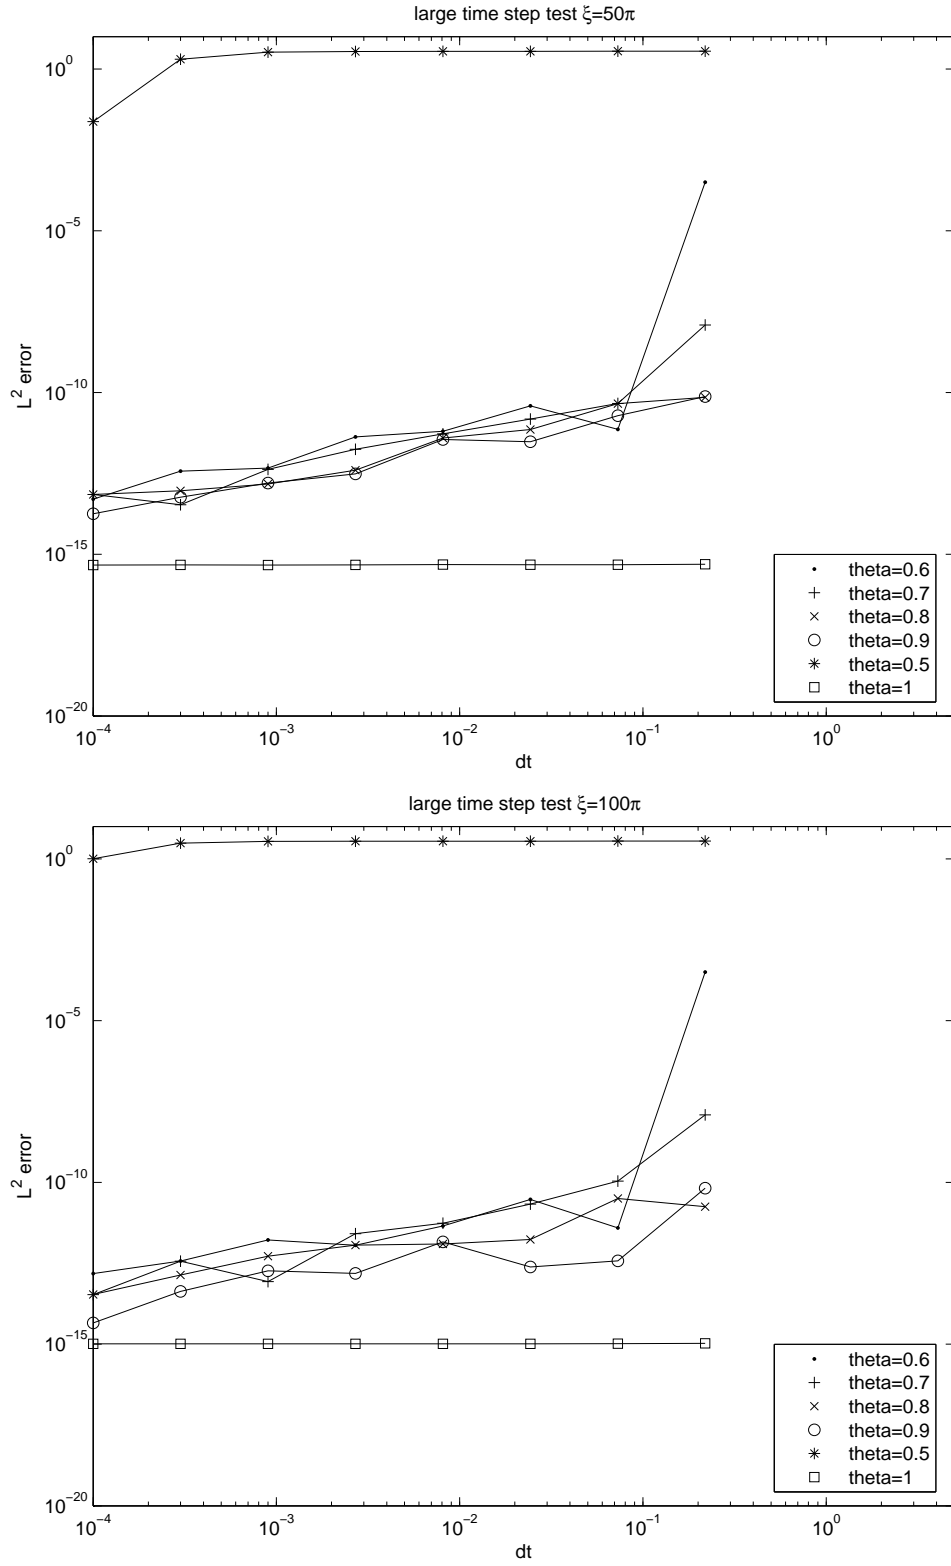 large time step test ξ=50π
10^0
10^−5
10^−10
10^−15
10^−20
L^2 error
10^−4
10^−3
10^−2
10^−1
10^0
dt
theta=0.6
theta=0.7
theta=0.8
theta=0.9
theta=0.5
theta=1
large time step test ξ=100π
10^0
10^−5
10^−10
10^−15
10^−20
L^2 error
10^−4
10^−3
10^−2
10^−1
10^0
dt
theta=0.6
theta=0.7
theta=0.8
theta=0.9
theta=0.5
theta=1